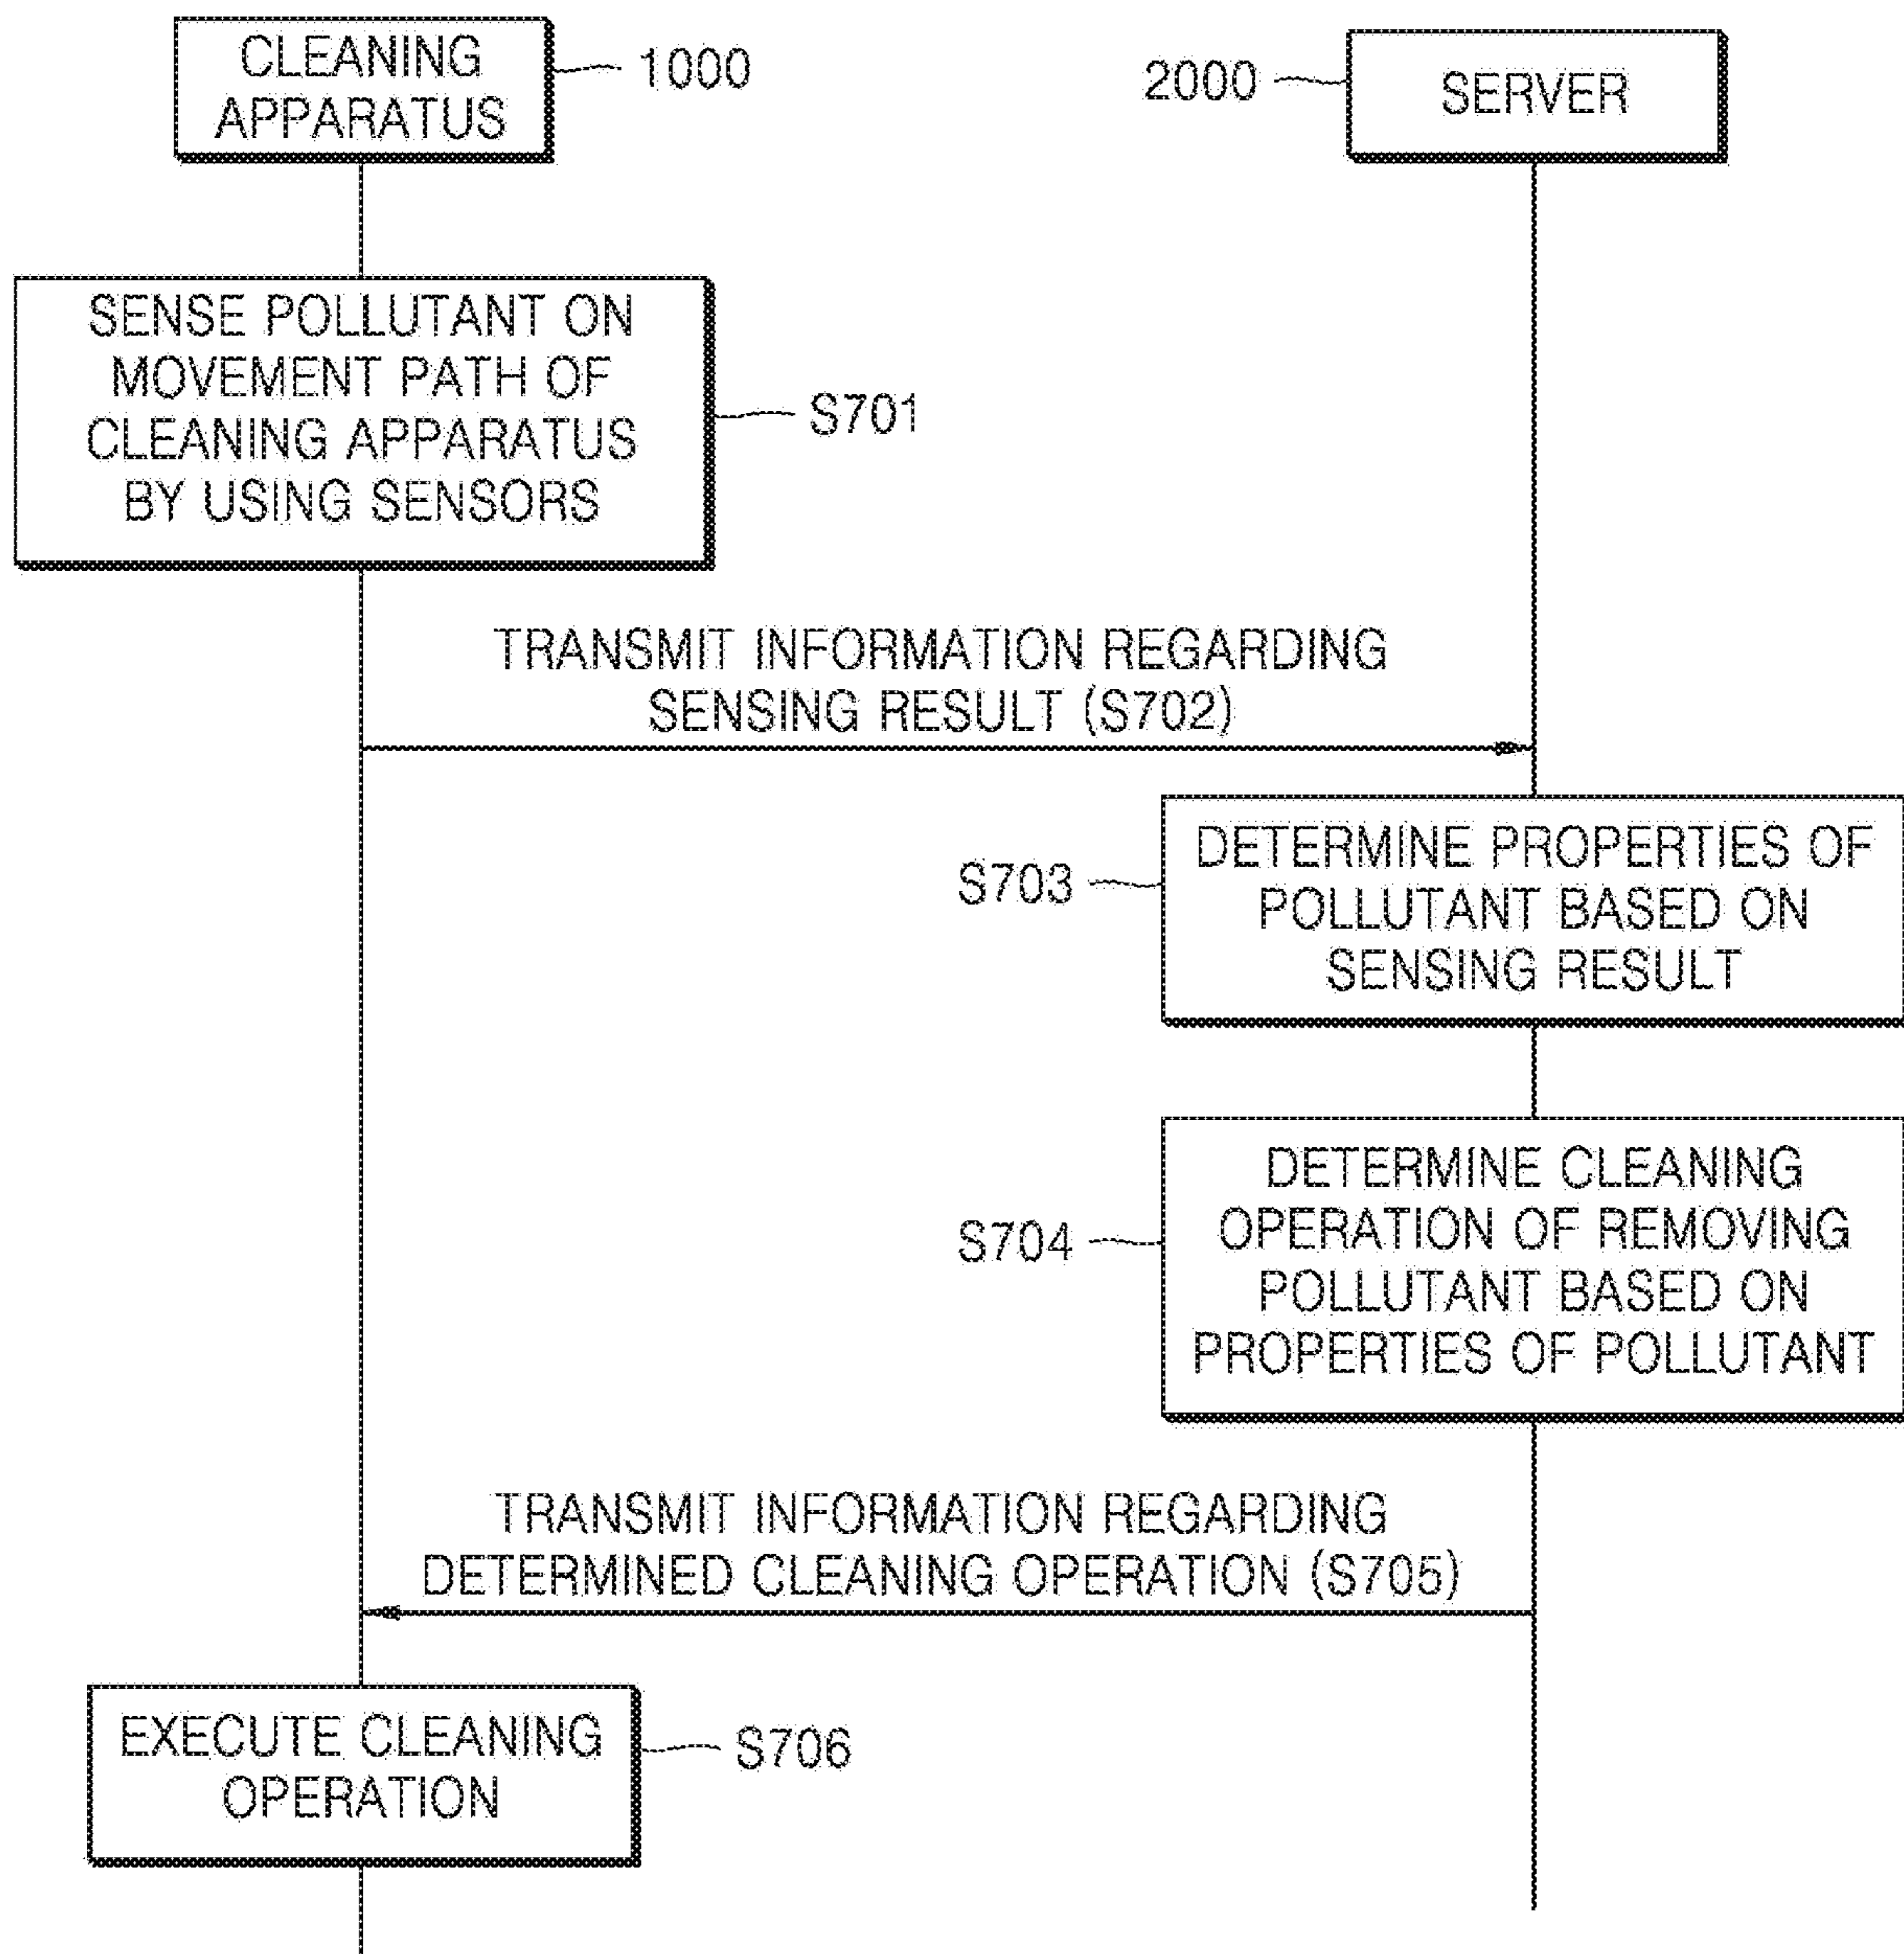 CLEANING
APPARATUS
1000
2000
SERVER
SENSE POLLUTANT ON
MOVEMENT PATH OF
CLEANING APPARATUS
BY USING SENSORS
S701
TRANSMIT INFORMATION REGARDING
SENSING RESULT (S702)
S703
DETERMINE PROPERTIES OF
POLLUTANT BASED ON
SENSING RESULT
S704
DETERMINE CLEANING
OPERATION OF REMOVING
POLLUTANT BASED ON
PROPERTIES OF POLLUTANT
TRANSMIT INFORMATION REGARDING
DETERMINED CLEANING OPERATION (S705)
EXECUTE CLEANING
OPERATION
S706